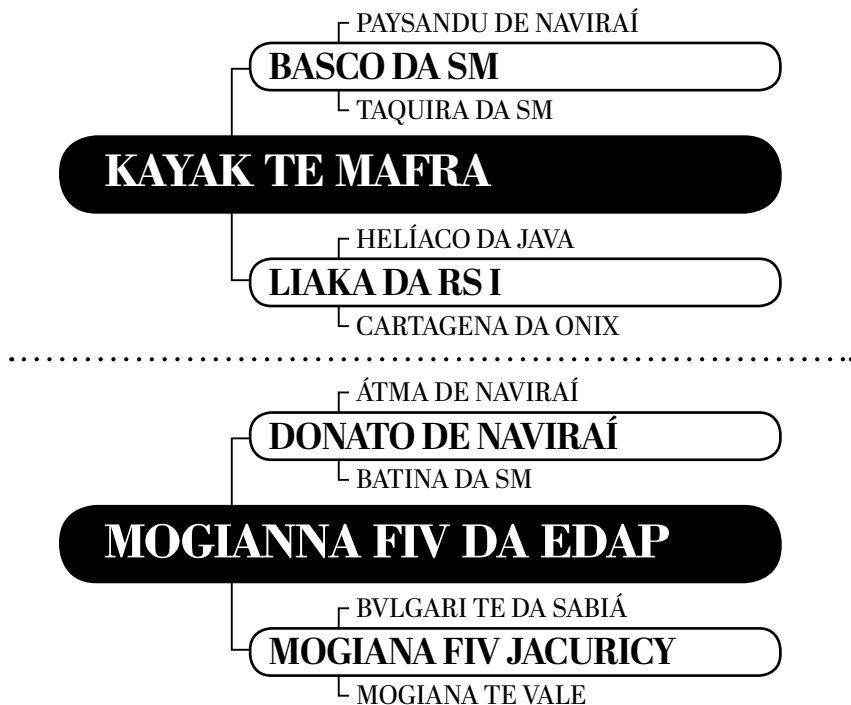 PAYSANDU DE NAVIRAÍ
BASCO DA SM
TAQUIRA DA SM
KAYAK TE MAFRA
HELÍACO DA JAVA
LIAKA DA RS I
CARTAGENA DA ONIX
ÁTMA DE NAVIRAÍ
DONATO DE NAVIRAÍ
BATINA DA SM
MOGIANNA FIV DA EDAP
BVLGARI TE DA SABIÁ
MOGIANA FIV JACURICY
MOGIANA TE VALE